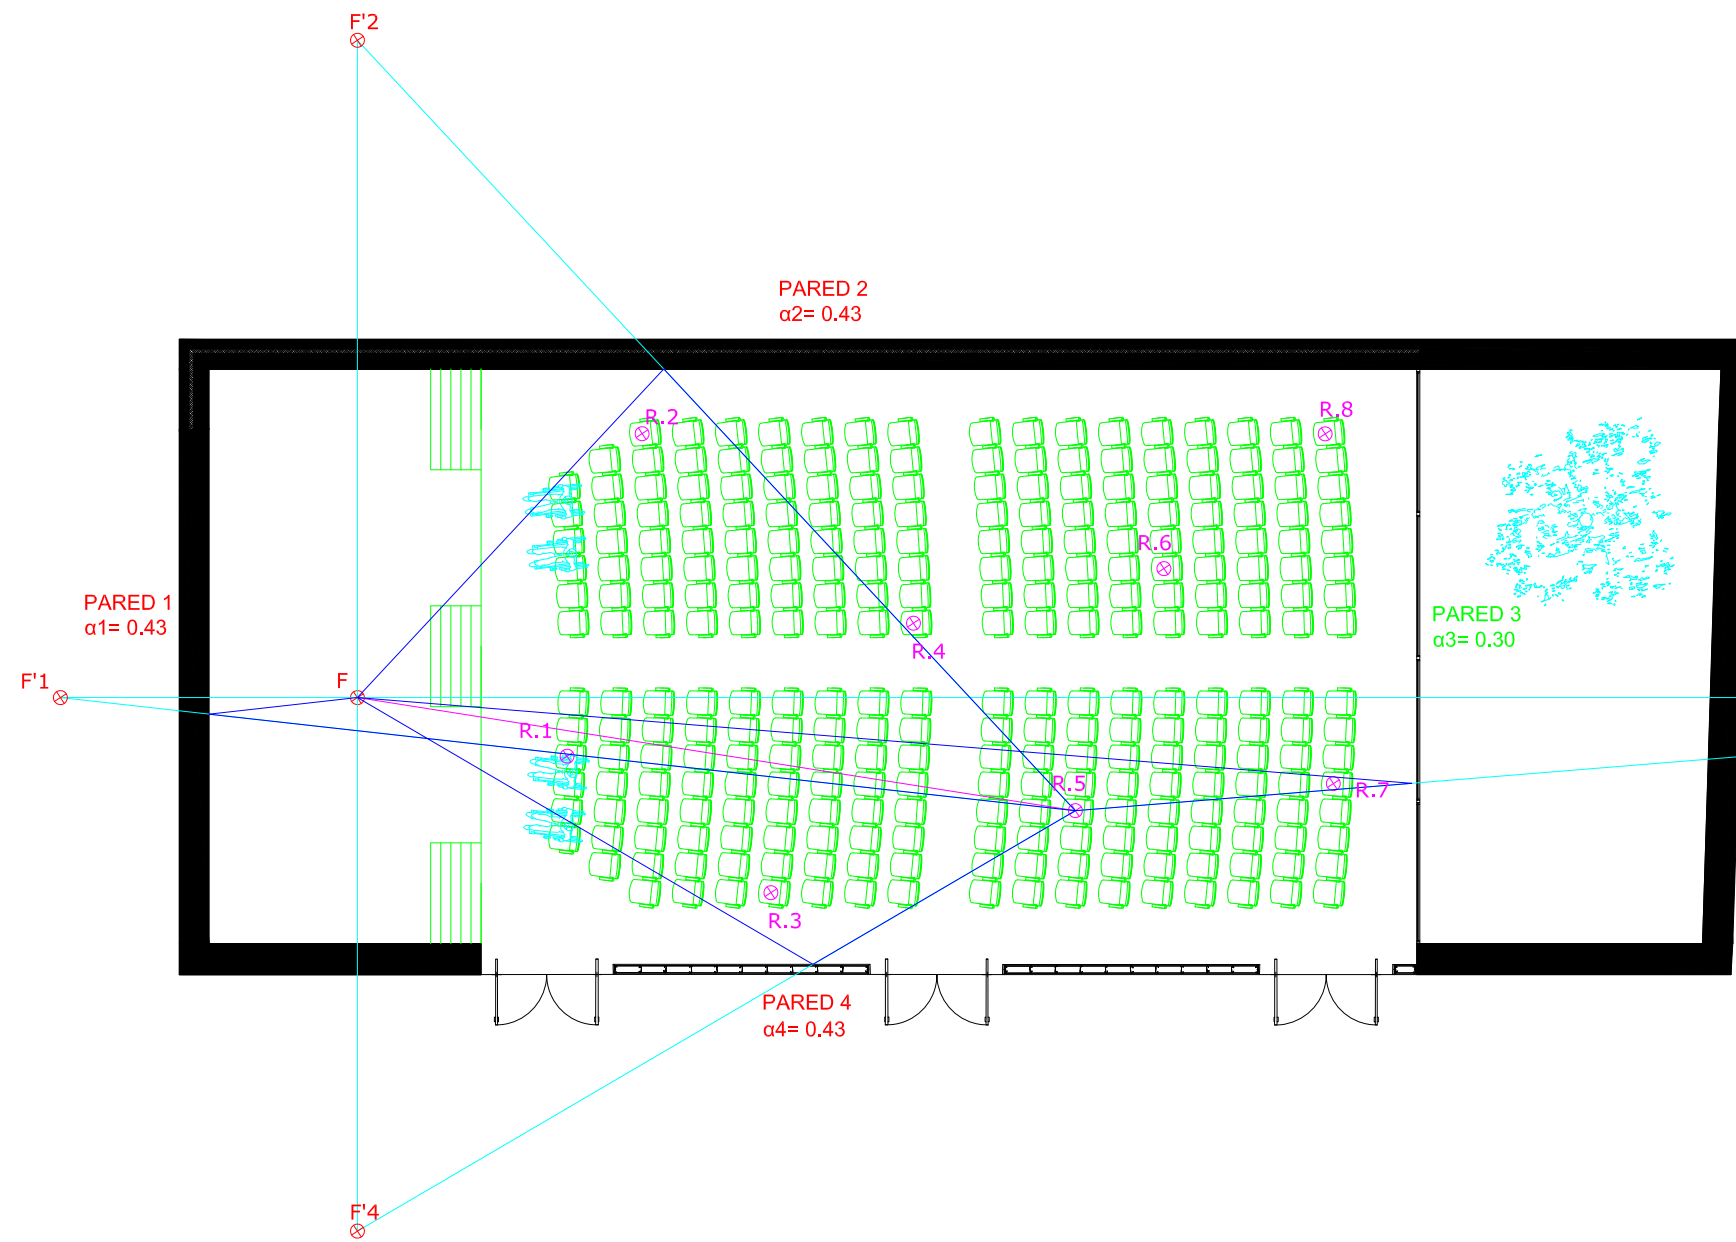 F'2
PARED 2
α2= 0.43
R.2
R.8
R.6
PARED 1
α1= 0.43
PARED 3
α3= 0.30
R.4
F'1
F
R.1
R.5
R.7
R.3
PARED 4
α4= 0.43
F'4